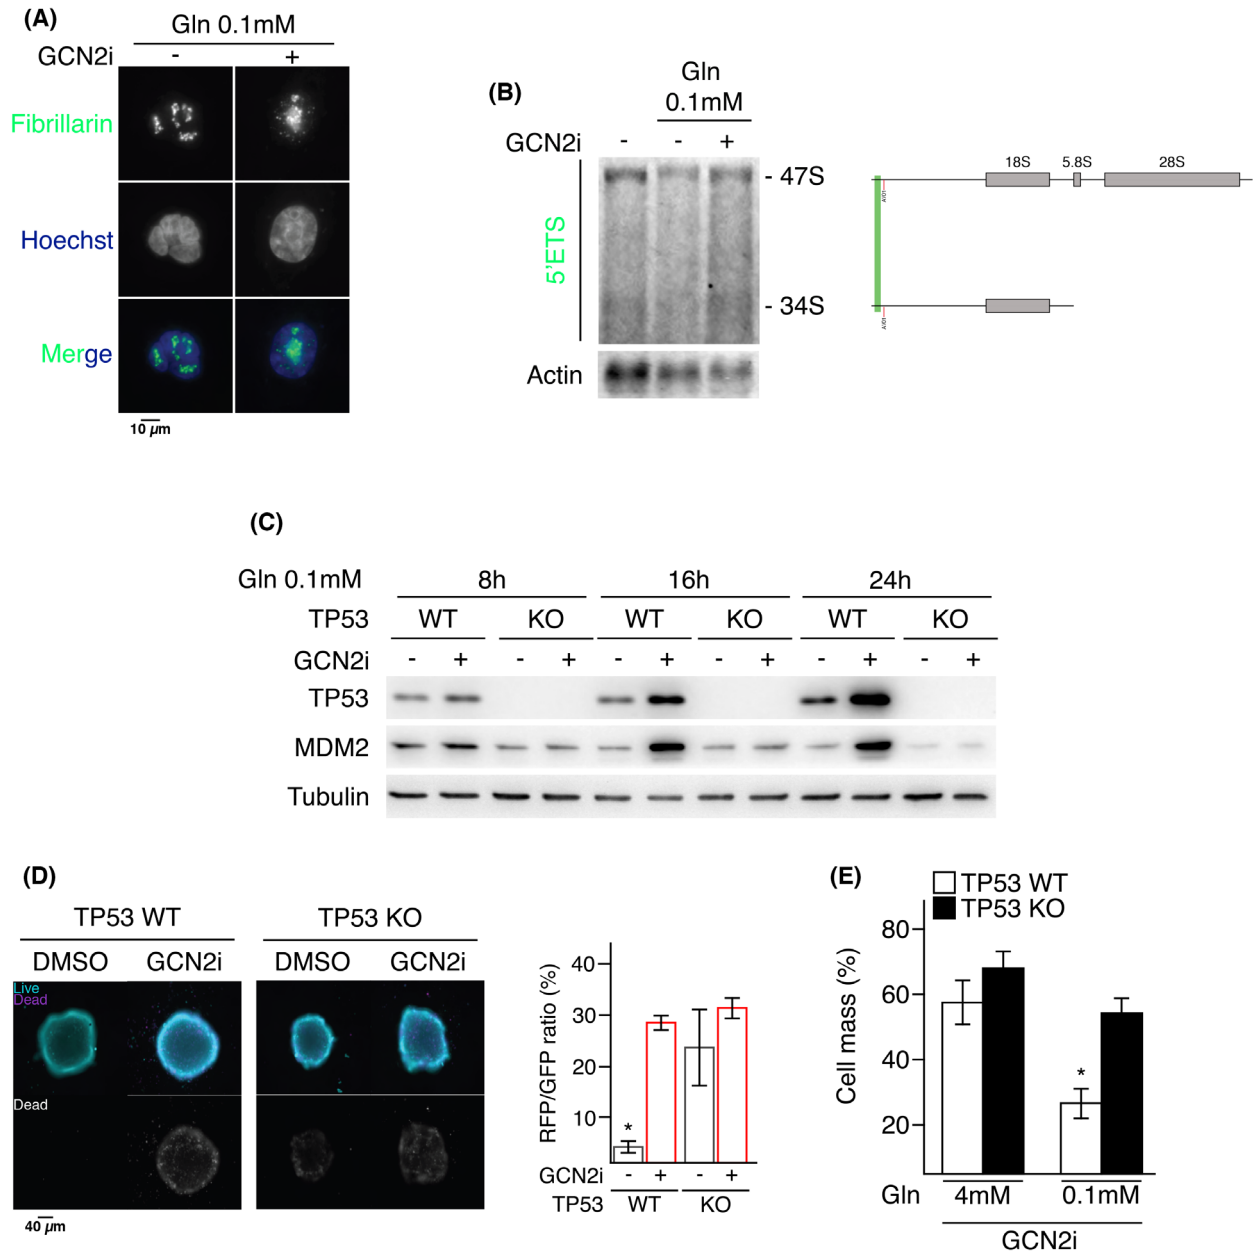 (A)
Gln 0.1mM
GCN2i - +
Fibrillarin
Hoechst
Merge
10 µm
(B)
Gln
0.1mM
GCN2i - - +
5'ETS
- 47S
- 34S
Actin
18S 5.8S 28S
(C)
Gln 0.1mM 8h 16h 24h
TP53 WT KO WT KO WT KO
GCN2i - + - + - + - + - + - +
TP53
MDM2
Tubulin
(D)
TP53 WT TP53 KO
DMSO GCN2i DMSO GCN2i
Live
Dead
Dead
40 µm
RFP/GFP ratio (%)
40
30
20
10
*
GCN2i - + - +
TP53 WT KO
(E)
TP53 WT
TP53 KO
Cell mass (%)
80
60
40
20
*
Gln 4mM 0.1mM
GCN2i